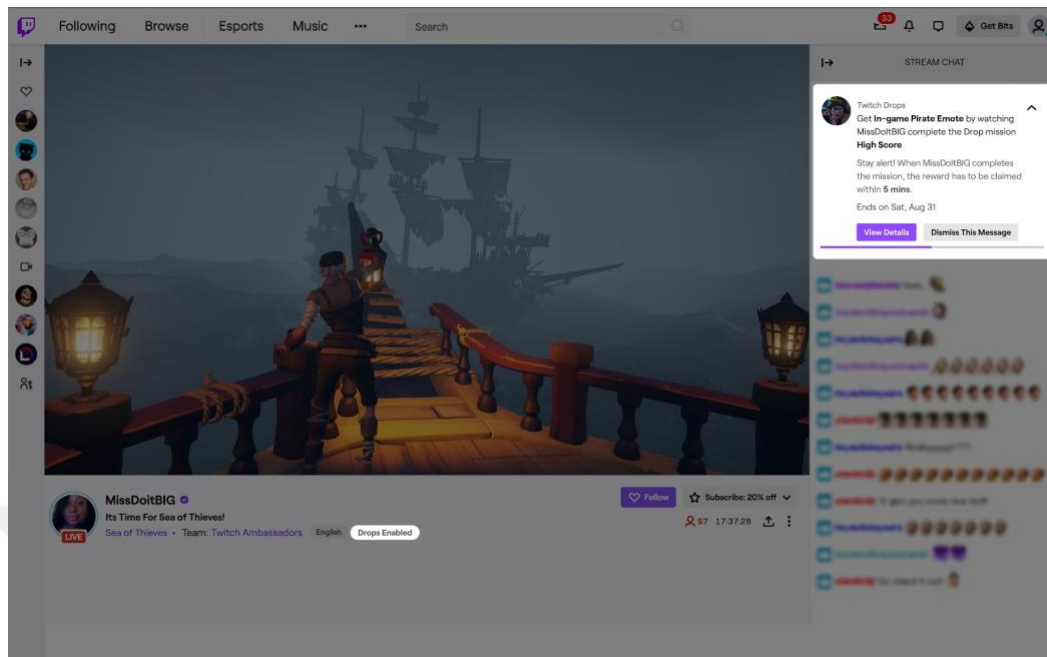 Following Browse Esports Music ••• Search 33 Get Bits
STREAM CHAT
Twitch Drops
Get In-game Pirate Emote by watching
MissDoitBIG complete the Drop mission
High Score
Stay alert! When MissDoitBIG completes
the mission, the reward has to be claimed
within 5 mins.
Ends on Sat, Aug 31
View Details Dismiss This Message
MissDoitBIG Follow Subscribe: 20% off
Its Time For Sea of Thieves! 57 17:37:28
LIVE Sea of Thieves • Team: Twitch Ambassadors English Drops Enabled